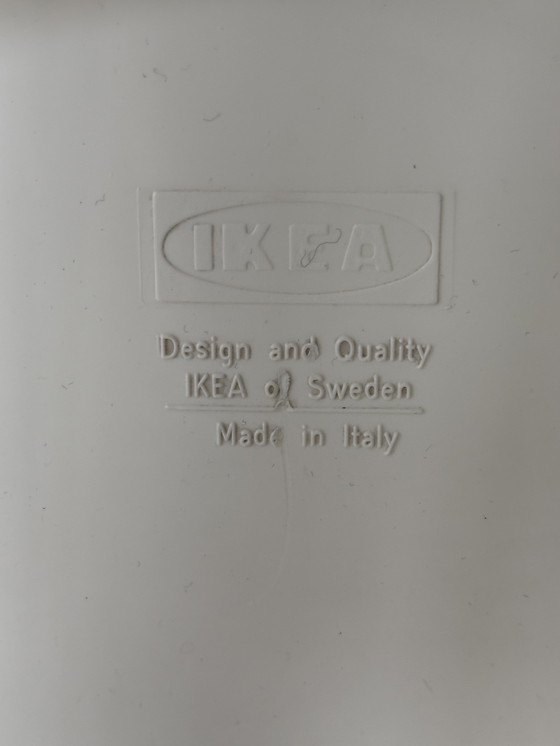 IKEA
Design and Quality
IKEA of Sweden
Made in Italy